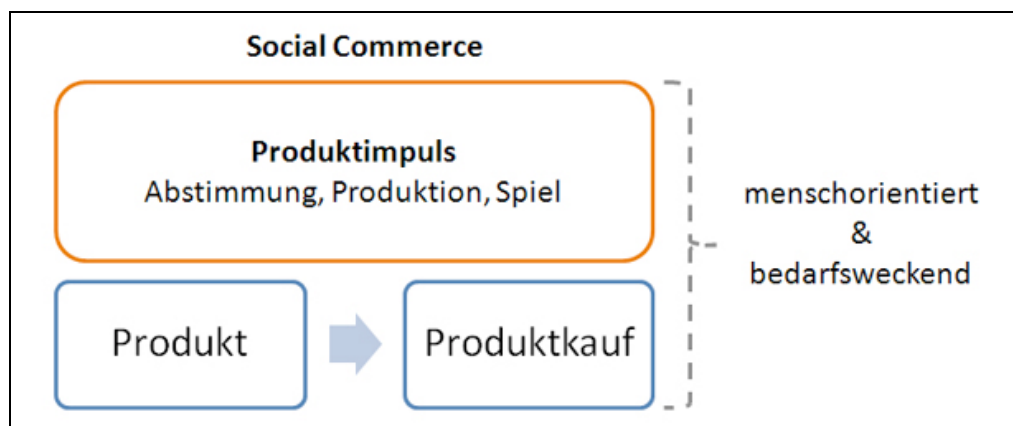 Social Commerce
Produktimpuls
Abstimmung, Produktion, Spiel
menschorientiert
&
bedarfsweckend
Produkt
Produktkauf